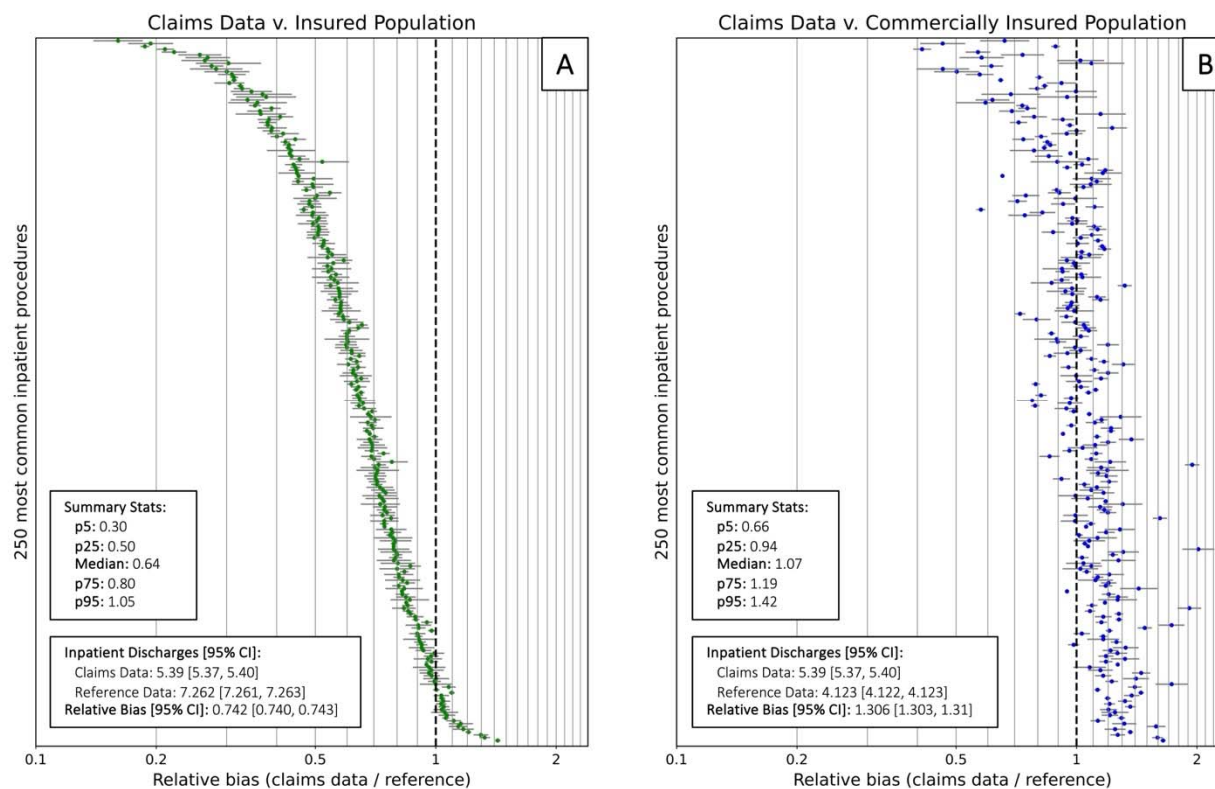 Claims Data v. Insured Population
A
250 most common inpatient procedures
Summary Stats:
p5: 0.30
p25: 0.50
Median: 0.64
p75: 0.80
p95: 1.05
Inpatient Discharges [95% CI]:
Claims Data: 5.39 [5.37, 5.40]
Reference Data: 7.262 [7.261, 7.263]
Relative Bias [95% CI]: 0.742 [0.740, 0.743]
0.1 0.2 0.5 1 2
Relative bias (claims data / reference)
Claims Data v. Commercially Insured Population
B
250 most common inpatient procedures
Summary Stats:
p5: 0.66
p25: 0.94
Median: 1.07
p75: 1.19
p95: 1.42
Inpatient Discharges [95% CI]:
Claims Data: 5.39 [5.37, 5.40]
Reference Data: 4.123 [4.122, 4.123]
Relative Bias [95% CI]: 1.306 [1.303, 1.31]
0.1 0.2 0.5 1 2
Relative bias (claims data / reference)